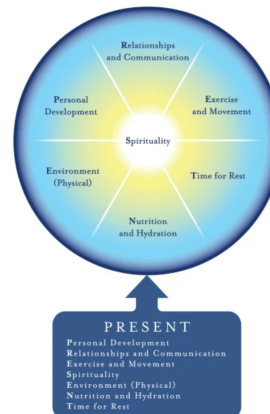 Relationships
and Communication
Personal
Development
Exercise
and Movement
Spirituality
Environment
(Physical)
Time for Rest
Nutrition
and Hydration
PRESENT
Personal Development
Relationships and Communication
Exercise and Movement
Spirituality
Environment (Physical)
Nutrition and Hydration
Time for Rest